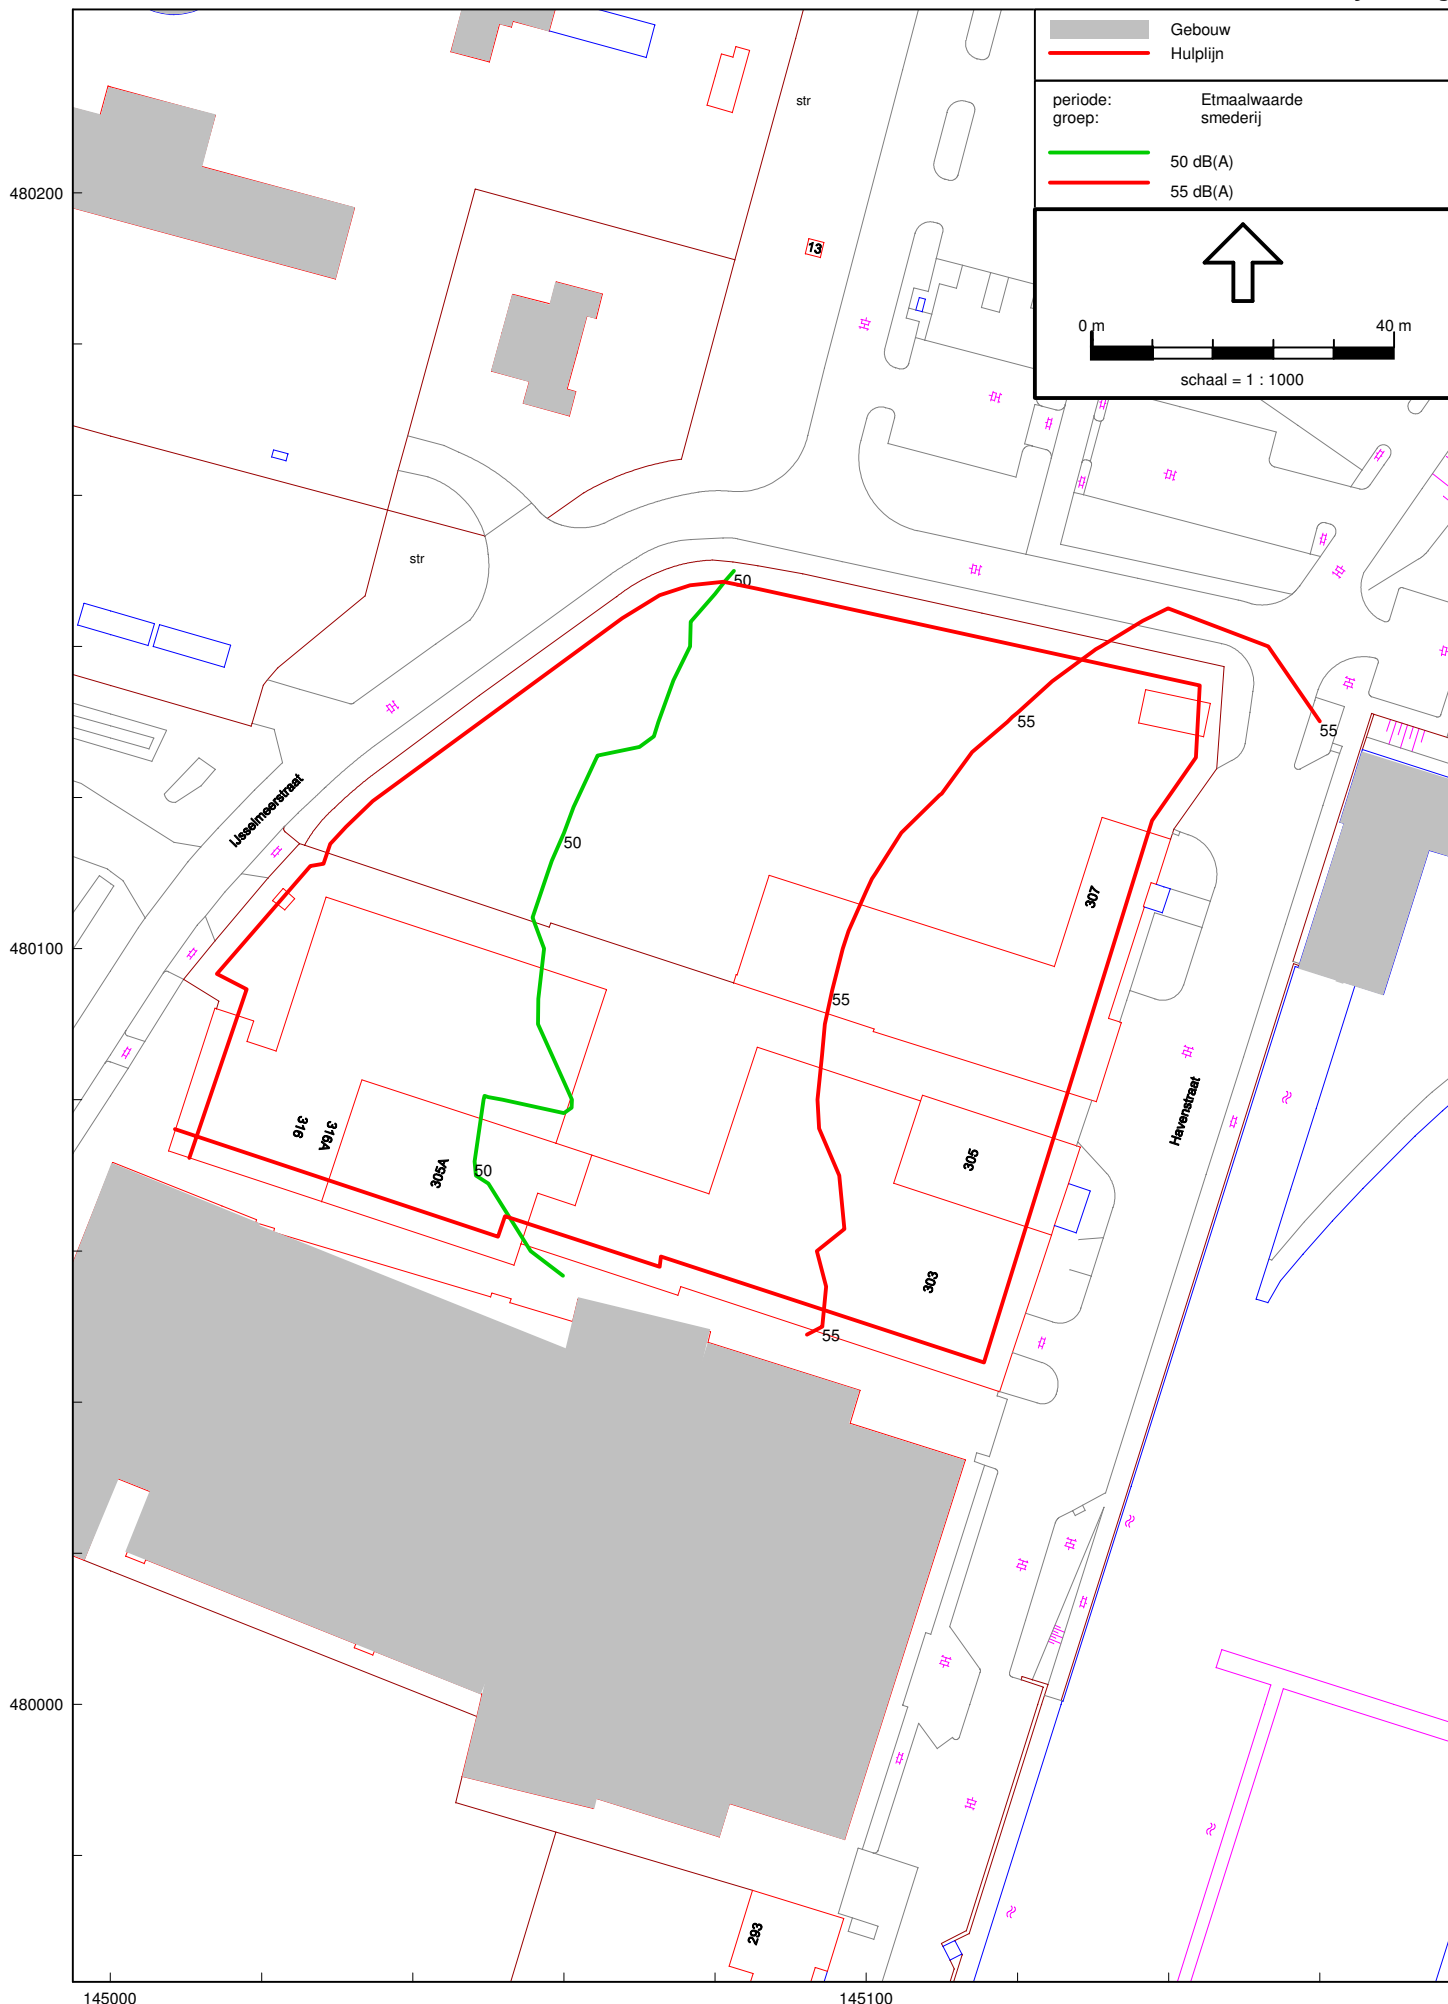 Gebouw
Hulplijn
periode: Etmaalwaarde
groep: smederij
50 dB(A)
55 dB(A)
0 m 40 m
schaal = 1 : 1000
str
480200
13
str
50
55
55
IJsselmeerstraat
50
307
480100
55
Havenstraat
316
316A
305A
50
305
303
55
480000
293
145000 145100